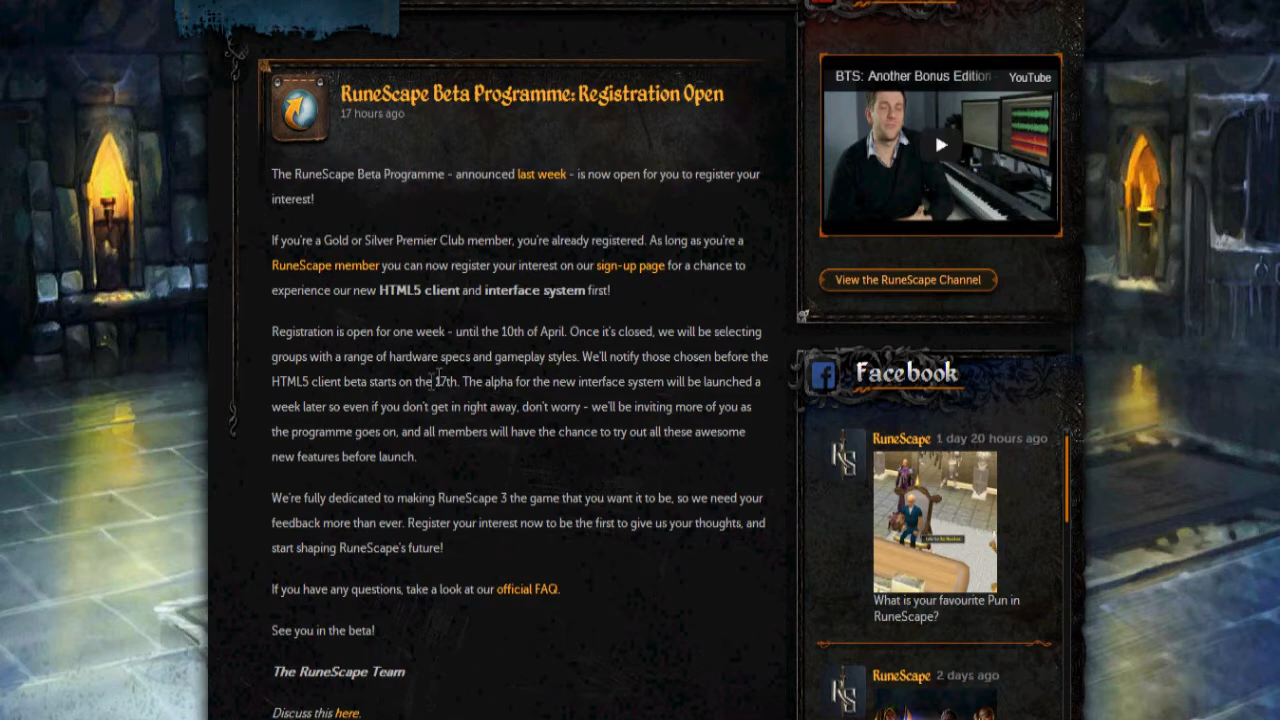 RuneScape Beta Programme: Registration Open
17 hours ago
The RuneScape Beta Programme - announced last week - is now open for you to register your
interest!
If you're a Gold or Silver Premier Club member, you're already registered. As long as you're a
RuneScape member you can now register your interest on our sign-up page for a chance to
experience our new HTML5 client and interface system first!
Registration is open for one week - until the 10th of April. Once it's closed, we will be selecting
groups with a range of hardware specs and gameplay styles. We'll notify those chosen before the
HTML5 client beta starts on the 17th. The alpha for the new interface system will be launched a
week later so even if you don't get in right away, don't worry - we'll be inviting more of you as
the programme goes on, and all members will have the chance to try out all these awesome
new features before launch.
We're fully dedicated to making RuneScape 3 the game that you want it to be, so we need your
feedback more than ever. Register your interest now to be the first to give us your thoughts, and
start shaping RuneScape's future!
If you have any questions, take a look at our official FAQ.
See you in the beta!
The RuneScape Team
Discuss this here.
BTS: Another Bonus Edition
YouTube
View the RuneScape Channel
Facebook
RS
RuneScape 1 day 20 hours ago
What is your favourite Pun in
RuneScape?
RS
RuneScape 2 days ago